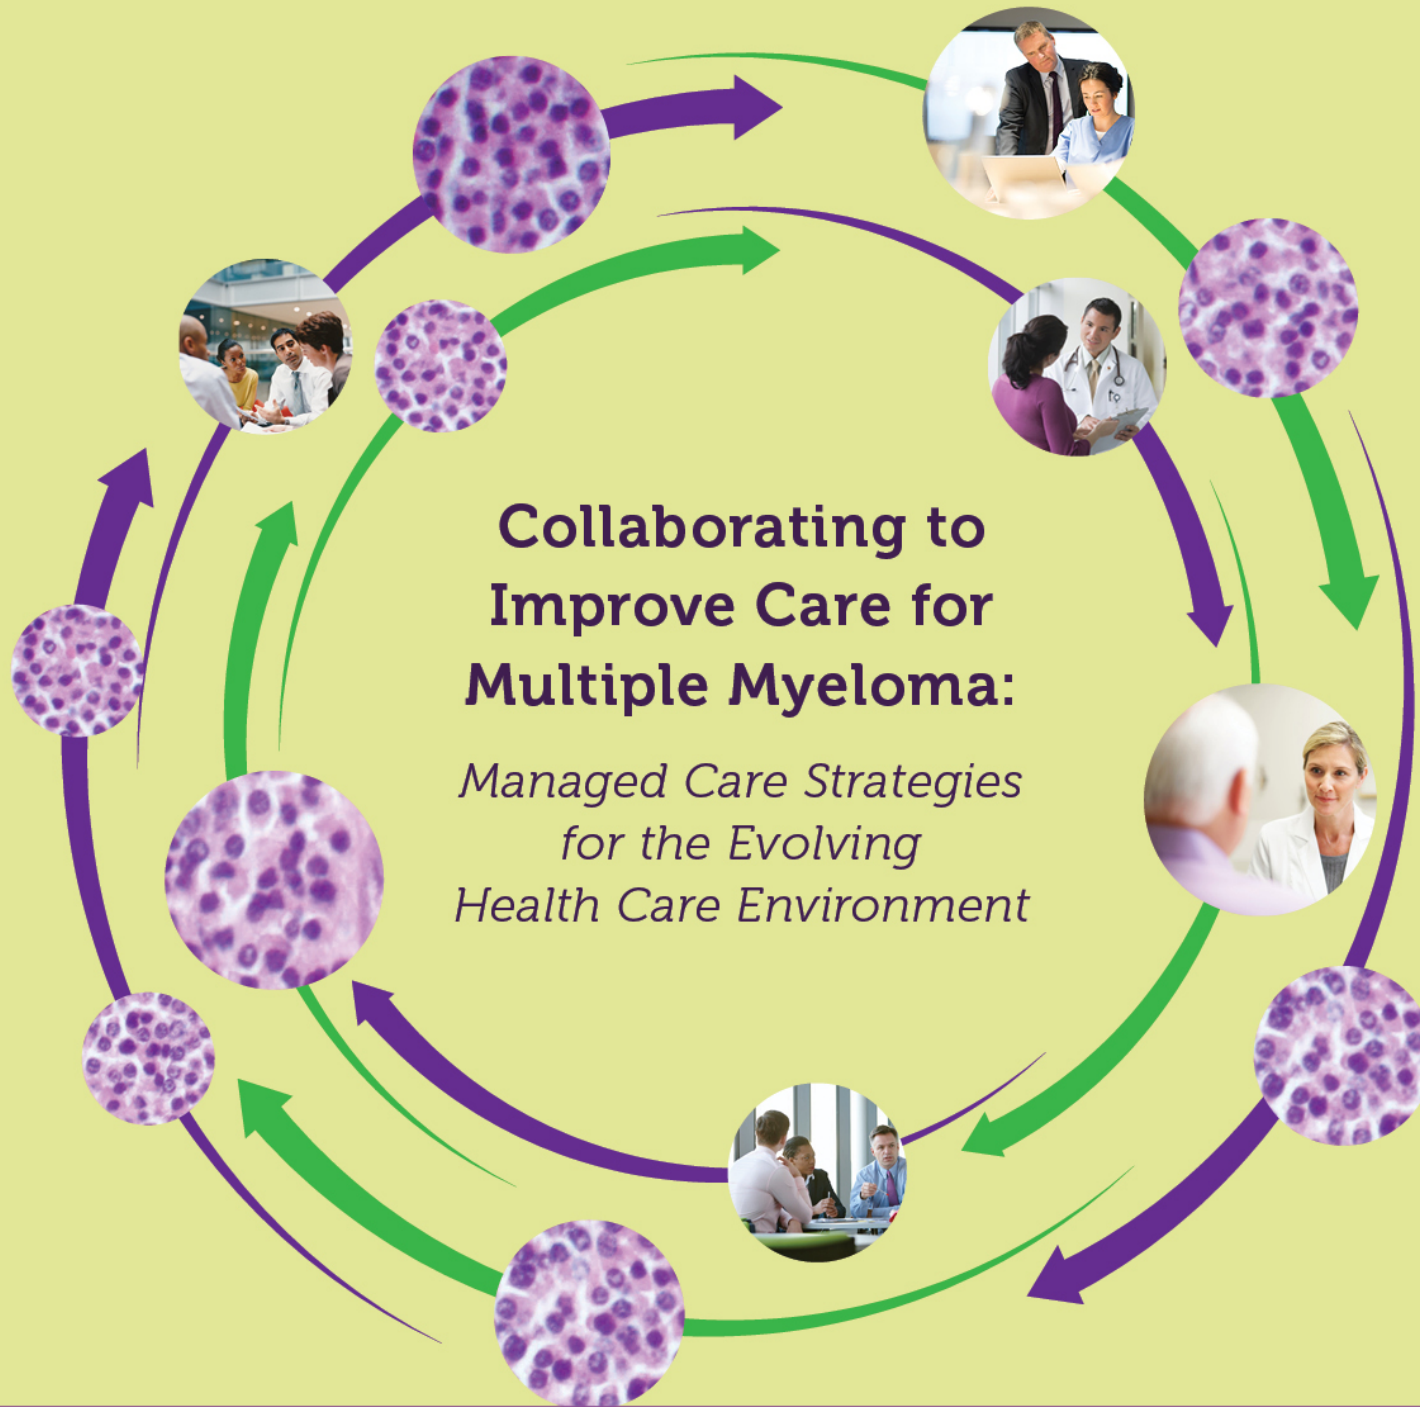 Collaborating to
Improve Care for
Multiple Myeloma:
Managed Care Strategies
for the Evolving
Health Care Environment